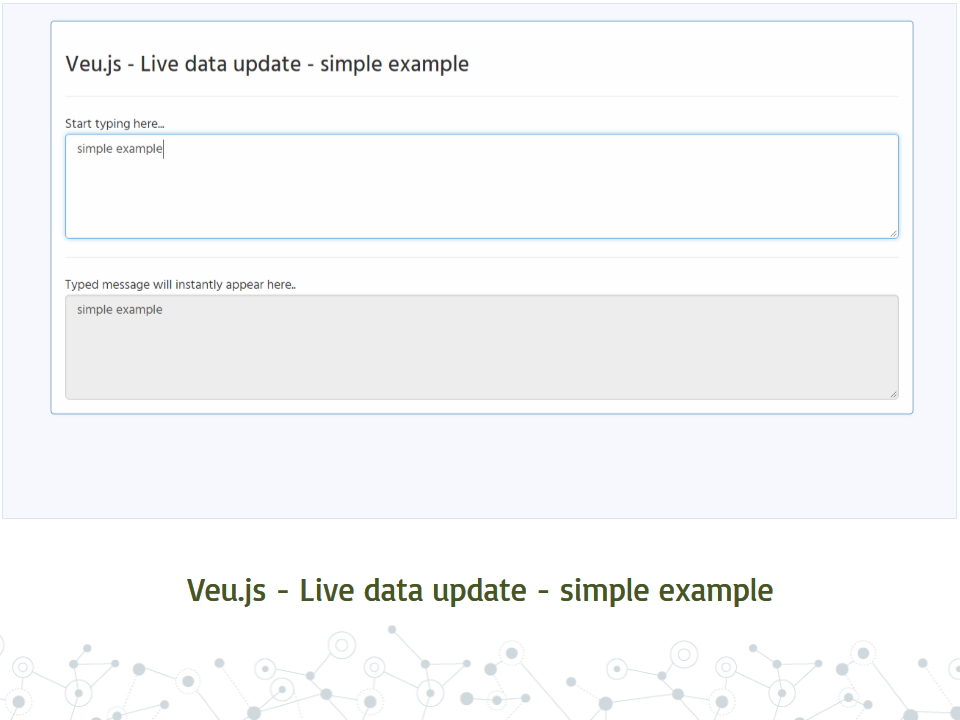 Veu.js - Live data update - simple example
Start typing here...
simple example
Typed message will instantly appear here..
simple example
Veu.js - Live data update - simple example